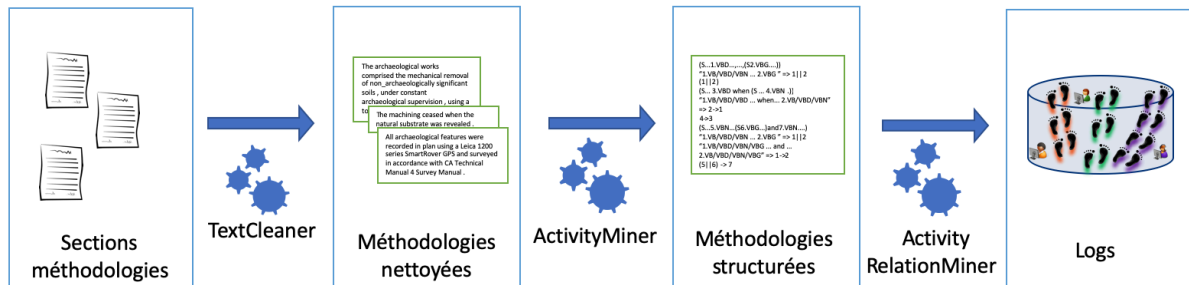 The archaeological works
comprised the mechanical removal
of non_archaeologically significant
soils , under constant
archaeological supervision , using a
to
The machining ceased when the
natural substrate was revealed .
All archaeological features were
recorded in plan using a Leica 1200
series SmartRover GPS and surveyed
in accordance with CA Technical
Manual 4 Survey Manual .
(S...1.VBD...,...,(S2.VBG....))
"1.VB/VBD/VBN ... 2.VBG " => 1||2
(1||2)
(S... 3.VBD when (S ... 4.VBN .)]
"1.VB/VBD/VBD ... when... 2.VB/VBD/VBN"
=> 2->1
4->3
(S...5.VBN...(S6.VBG...]and7.VBN....)
"1.VB/VBD/VBN ... 2.VBG " => 1||2
"1.VB/VBD/VBN/VBG ... and ...
2.VB/VBD/VBN/VBG" => 1->2
(5||6) -> 7
TextCleaner
ActivityMiner
Activity
RelationMiner
Sections
méthodologies
Méthodologies
nettoyées
Méthodologies
structurées
Logs